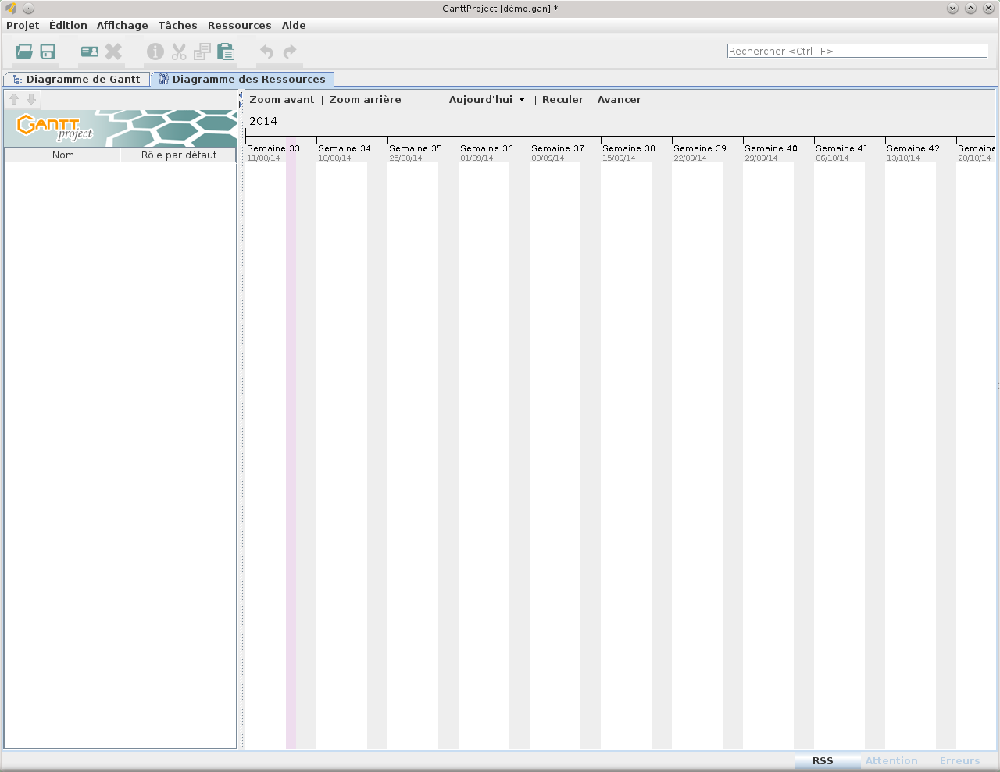 GanttProject [démo.gan] *
Projet Édition Affichage Tâches Ressources Aide
Rechercher <Ctrl+F>
Diagramme de Gantt Diagramme des Ressources
Zoom avant | Zoom arrière Aujourd'hui | Reculer | Avancer
2014
GANTT
project
Semaine 33 Semaine 34 Semaine 35 Semaine 36 Semaine 37 Semaine 38 Semaine 39 Semaine 40 Semaine 41 Semaine 42 Semaine
11/08/14 18/08/14 25/08/14 01/09/14 08/09/14 15/09/14 22/09/14 29/09/14 06/10/14 13/10/14 20/10/14
Nom Rôle par défaut
RSS Attention Erreurs